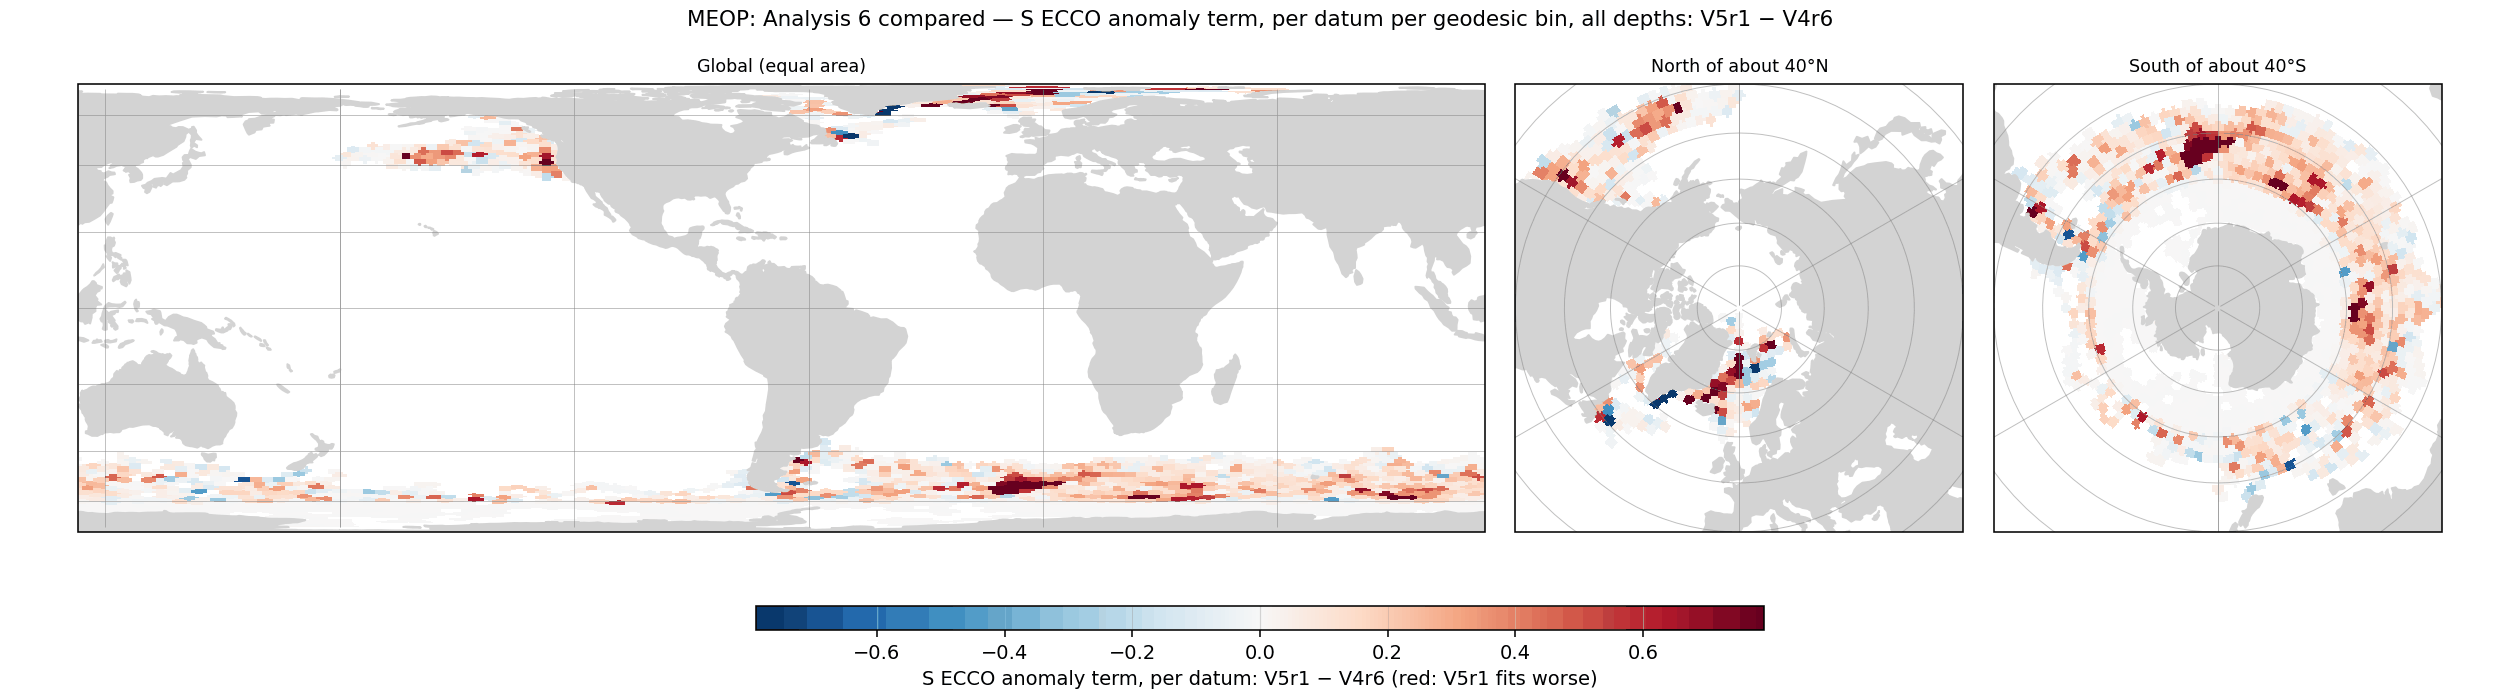 MEOP: Analysis 6 compared — S ECCO anomaly term, per datum per geodesic bin, all depths: V5r1 − V4r6
Global (equal area)
North of about 40°N
South of about 40°S
−0.6
−0.4
−0.2
0.0
0.2
0.4
0.6
S ECCO anomaly term, per datum: V5r1 − V4r6 (red: V5r1 fits worse)